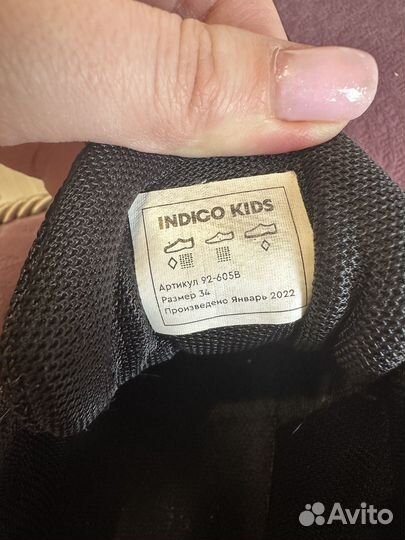 INDIGO KIDS
Артикул 92-605B
Размер 34
Произведено Январь 2022
Avito